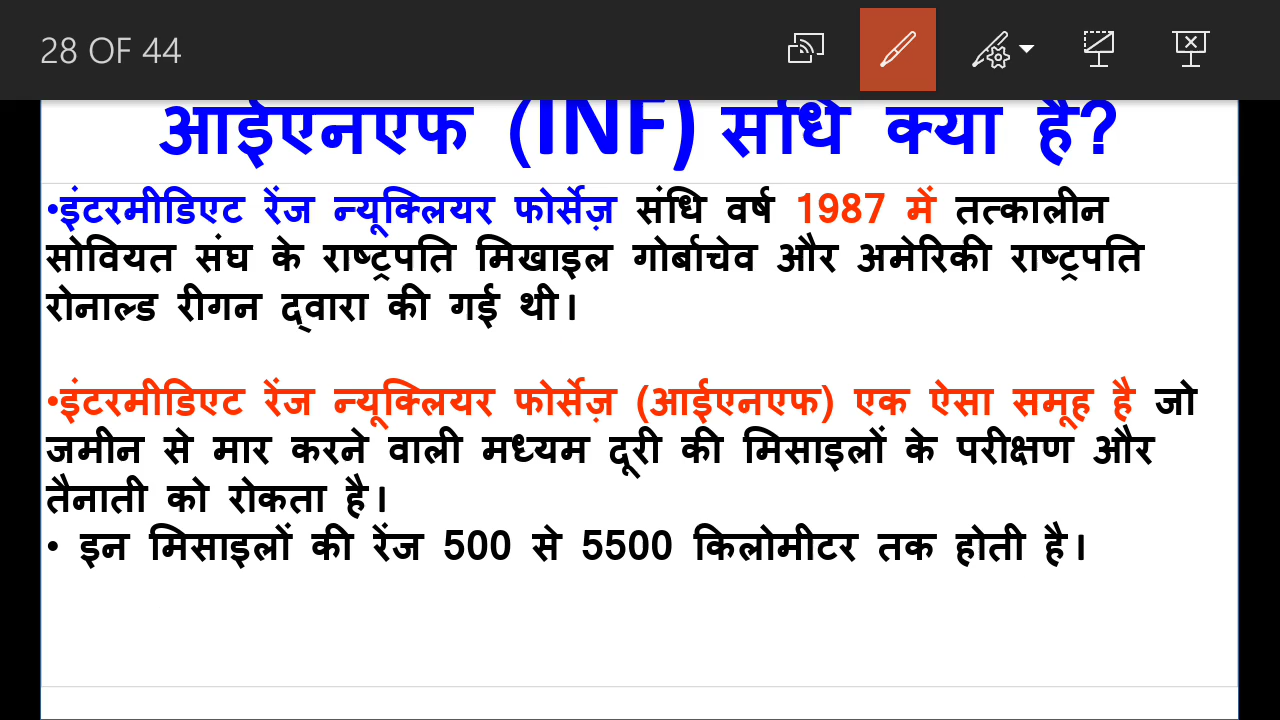 28 OF 44
आईएनएफ (INF) संधि क्या है?
•इंटरमीडिएट रेंज न्यूक्लियर फोर्सेज़ संधि वर्ष 1987 में तत्कालीन
सोवियत संघ के राष्ट्रपति मिखाइल गोर्बाचेव और अमेरिकी राष्ट्रपति
रोनाल्ड रीगन द्वारा की गई थी।
•इंटरमीडिएट रेंज न्यूक्लियर फोर्सेज़ (आईएनएफ) एक ऐसा समूह है जो
जमीन से मार करने वाली मध्यम दूरी की मिसाइलों के परीक्षण और
तैनाती को रोकता है।
• इन मिसाइलों की रेंज 500 से 5500 किलोमीटर तक होती है।